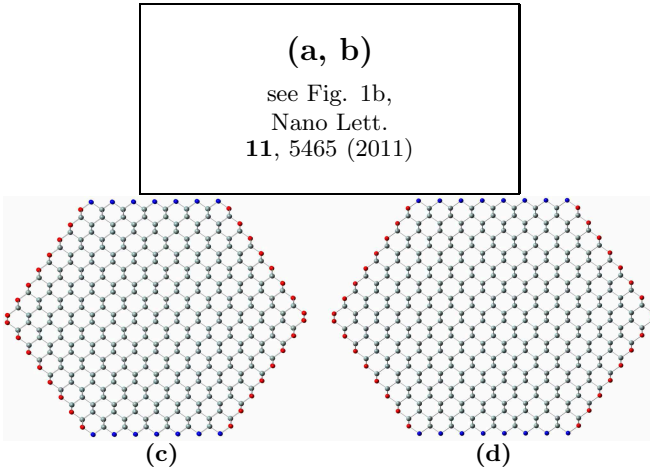 (a, b)
see Fig. 1b,
Nano Lett.
11, 5465 (2011)
(c) (d)